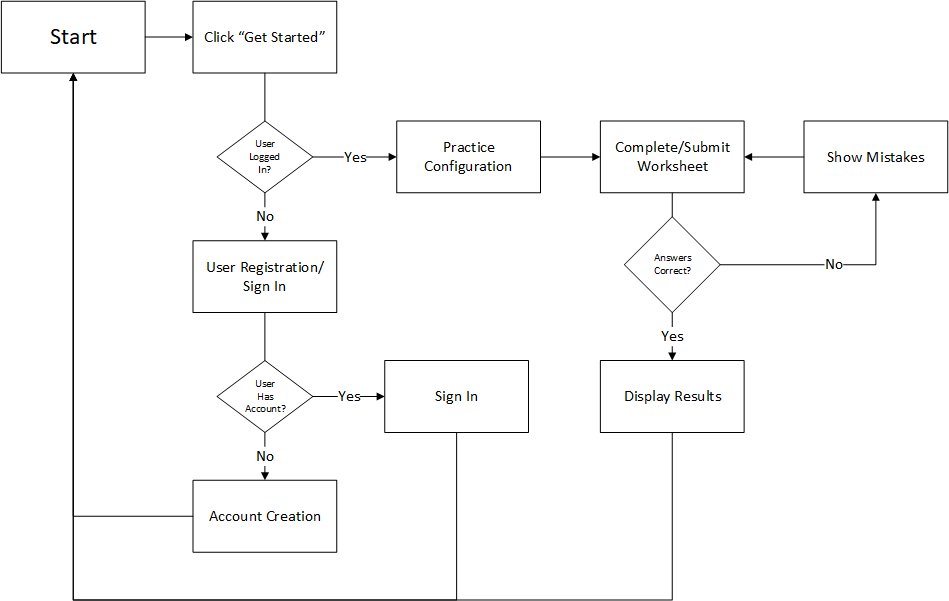 Start
Click “Get Started”
User
Logged
In?
Yes
Practice
Configuration
Complete/Submit
Worksheet
Show Mistakes
No
User Registration/
Sign In
Answers
Correct?
No
Yes
User
Has
Account?
Yes
Sign In
Display Results
No
Account Creation